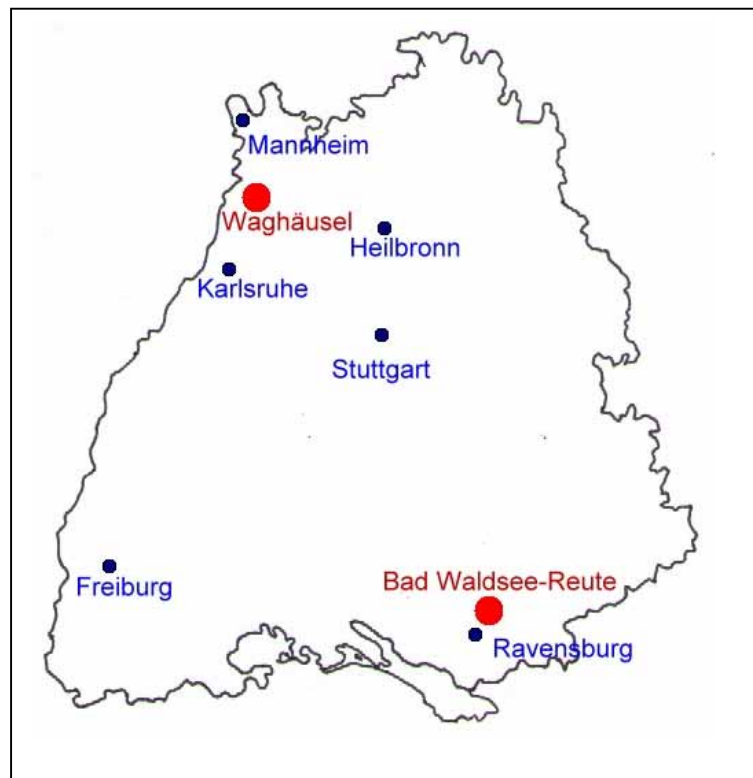 Mannheim
Waghäusel
Heilbronn
Karlsruhe
Stuttgart
Bad Waldsee-Reute
Freiburg
Ravensburg